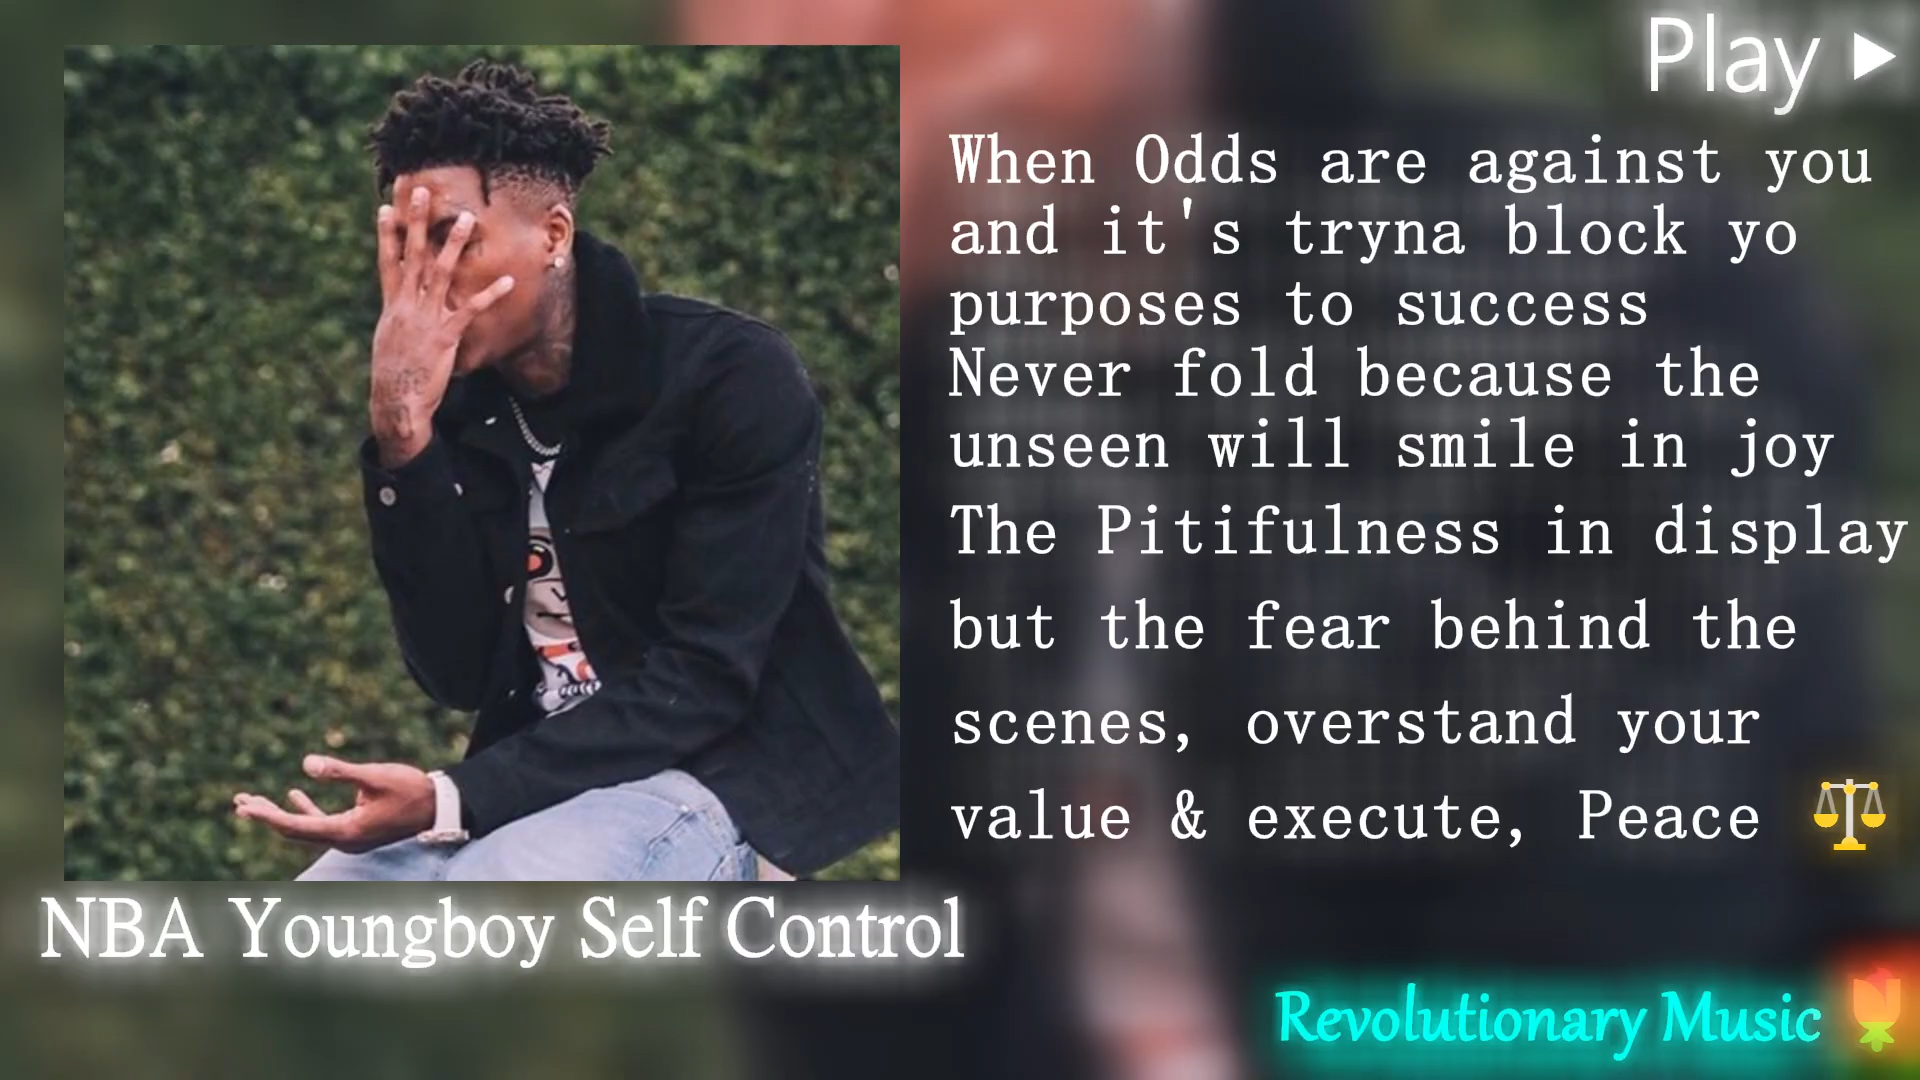 Play
When Odds are against you
and it's tryna block yo
purposes to success
Never fold because the
unseen will smile in joy
The Pitifulness in display
but the fear behind the
scenes, overstand your
value & execute, Peace
NBA Youngboy Self Control
Revolutionary Music